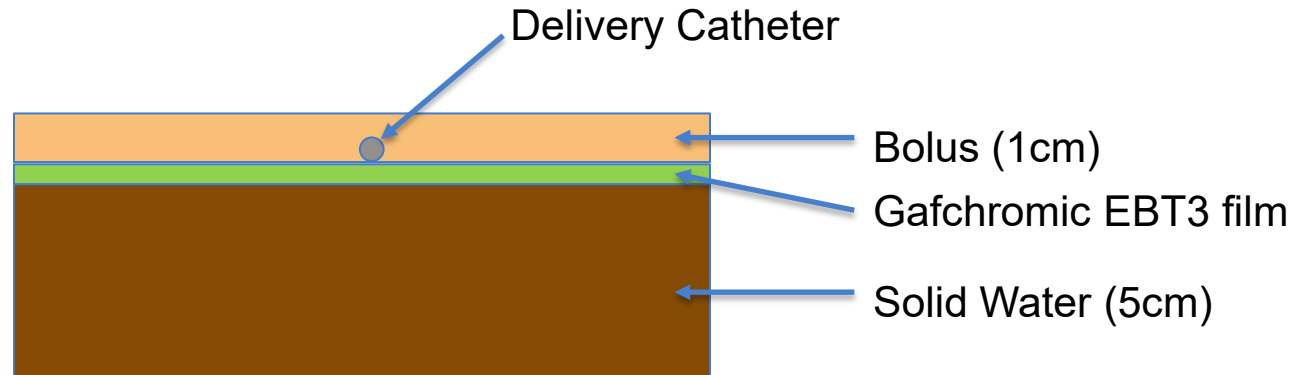 Delivery Catheter
Bolus (1cm)
Gafchromic EBT3 film
Solid Water (5cm)